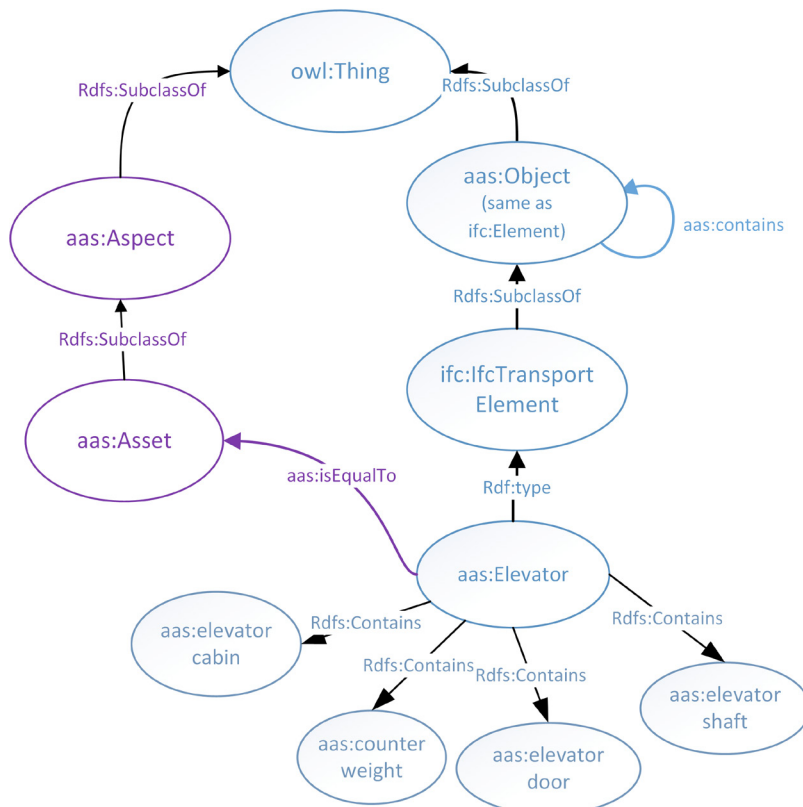 owl:Thing
Rdfs:SubclassOf
Rdfs:SubclassOf
aas:Object
(same as
ifc:Element)
aas:contains
aas:Aspect
Rdfs:SubclassOf
Rdfs:SubclassOf
ifc:IfcTransport
Element
aas:Asset
aas:isEqualTo
Rdf:type
aas:Elevator
Rdfs:Contains
Rdfs:Contains
Rdfs:Contains
Rdfs:Contains
aas:elevator
cabin
aas:counter
weight
aas:elevator
door
aas:elevator
shaft